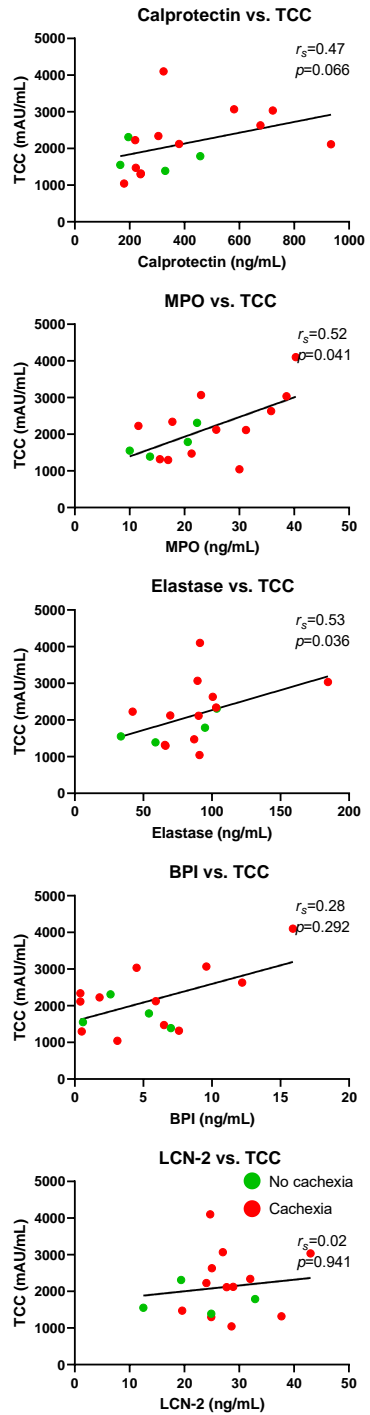 Calprotectin vs. TCC
rs=0.47
p=0.066
TCC (mAU/mL)
5000
4000
3000
2000
1000
0
0 200 400 600 800 1000
Calprotectin (ng/mL)
MPO vs. TCC
rs=0.52
p=0.041
TCC (mAU/mL)
5000
4000
3000
2000
1000
0
0 10 20 30 40 50
MPO (ng/mL)
Elastase vs. TCC
rs=0.53
p=0.036
TCC (mAU/mL)
5000
4000
3000
2000
1000
0
0 50 100 150 200
Elastase (ng/mL)
BPI vs. TCC
rs=0.28
p=0.292
TCC (mAU/mL)
5000
4000
3000
2000
1000
0
0 5 10 15 20
BPI (ng/mL)
LCN-2 vs. TCC
No cachexia
Cachexia
rs=0.02
p=0.941
TCC (mAU/mL)
5000
4000
3000
2000
1000
0
0 10 20 30 40 50
LCN-2 (ng/mL)